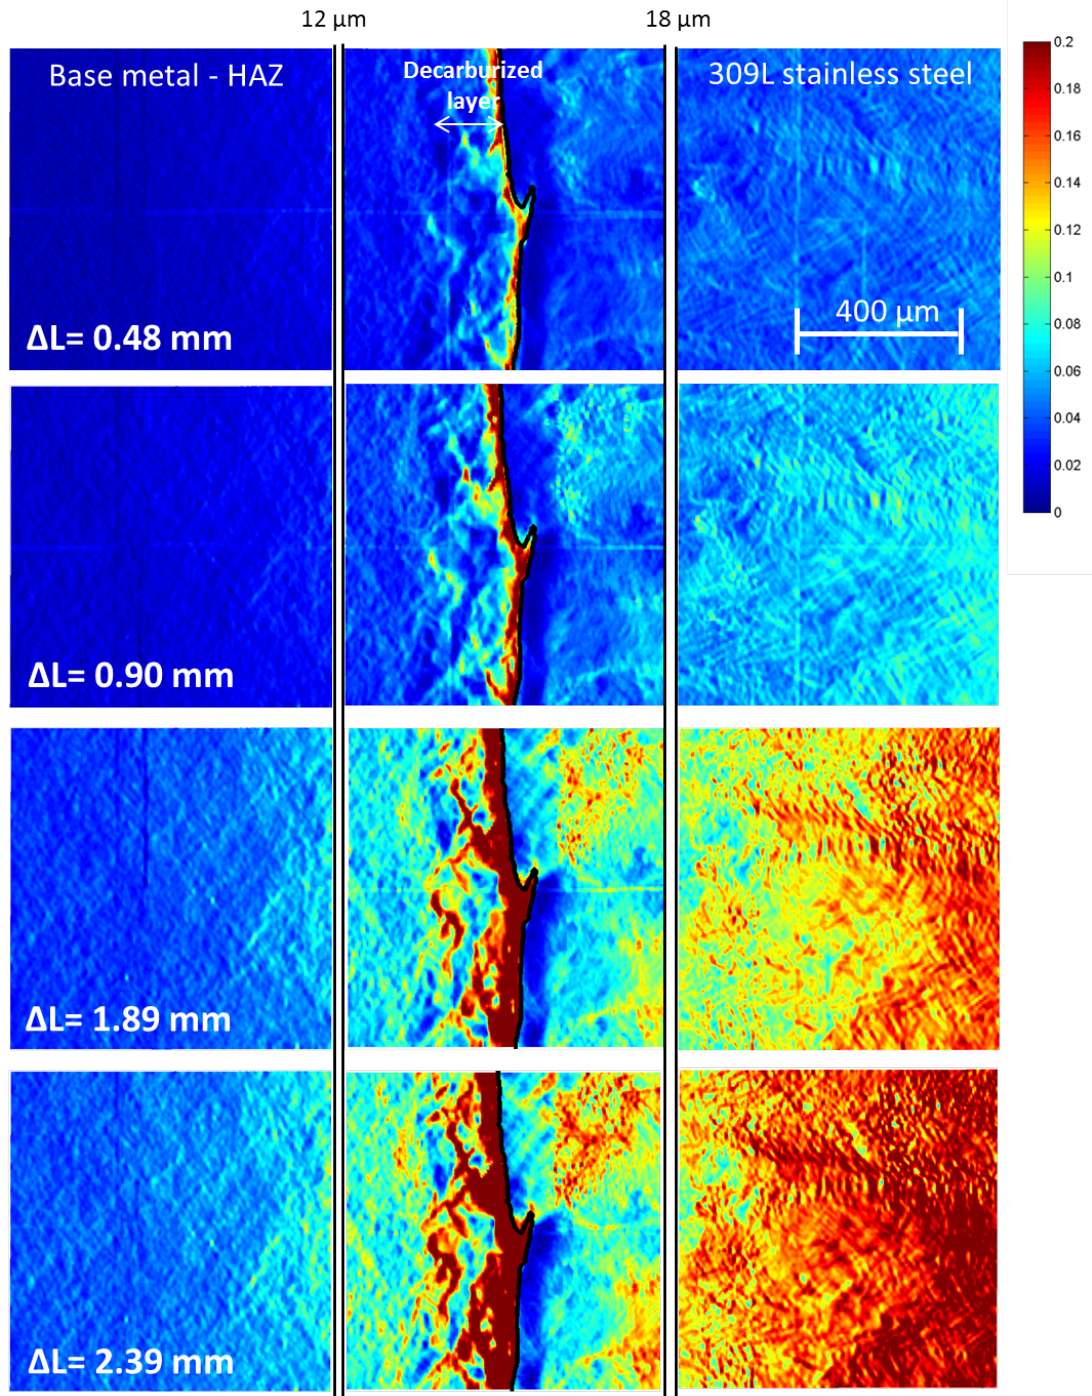 12 µm
18 µm
Base metal - HAZ
Decarburized
layer
309L stainless steel
400 µm
ΔL= 0.48 mm
0.2
0.18
0.16
0.14
0.12
0.1
0.08
0.06
0.04
0.02
0
ΔL= 0.90 mm
ΔL= 1.89 mm
ΔL= 2.39 mm